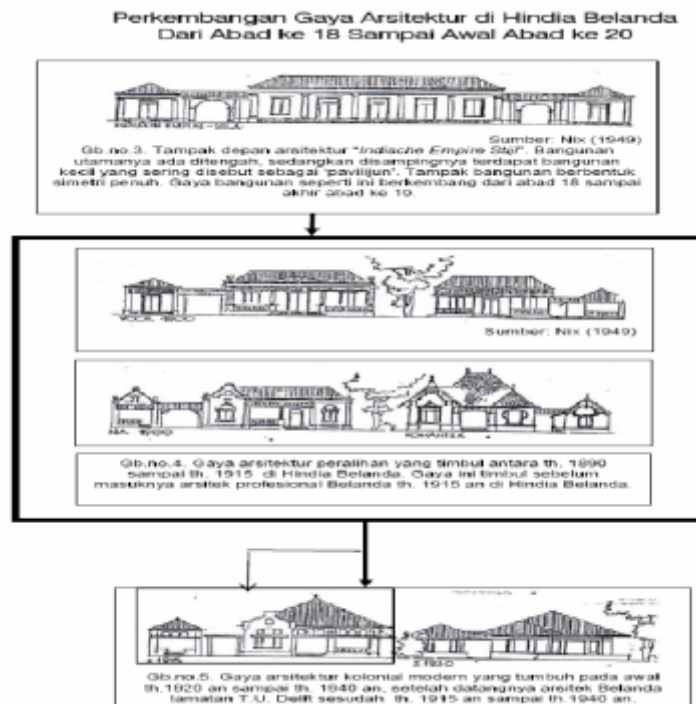 Perkembangan Gaya Arsitektur di Hindia Belanda
Dari Abad ke 18 Sampai Awal Abad ke 20
Sumber: Nix (1949)
Gb.no.3. Tampak depan arsitektur "Indische Empire Stijl". Bangunan
utamanya ada ditengah, sedangkan disampingnya terdapat bangunan
kecil yang sering disebut sebagai 'paviljun'. Tampak bangunan berbentuk
simetri penuh. Gaya bangunan seperti ini berkembang dari abad 18 sampai
akhir abad ke 19.
1900
Sumber: Nix (1949)
1900
Gb.no.4. Gaya arsitektur peralihan yang timbul antara th. 1890
sampai th. 1915 di Hindia Belanda. Gaya ini timbul sebelum
masuknya arsitek profesional Belanda th. 1915 an di Hindia Belanda.
Gb.no.5. Gaya arsitektur kolonial modern yang tumbuh pada awal
th.1920 an sampai th. 1940 an, setelah datangnya arsitek Belanda
tamatan T.U. Delft sesudah th. 1915 an sampai th.1940 an.